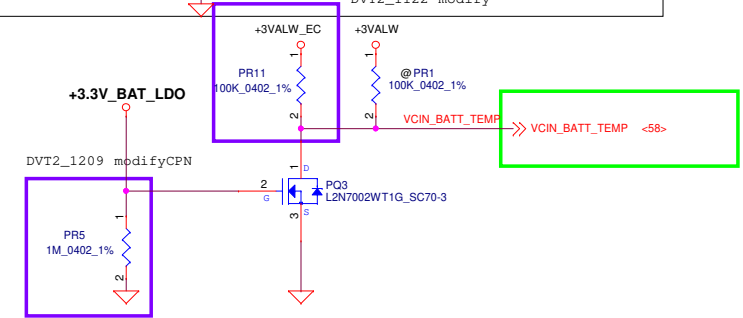 DVT2_1122 modify
+3VALW_EC
+3VALW
1
1
PR11
100K_0402_1%
@ PR1
100K_0402_1%
+3.3V_BAT_LDO
2
2
VCIN_BATT_TEMP
VCIN_BATT_TEMP <58>
DVT2_1209 modifyCPN
1
D
2
G
PQ3
L2N7002WT1G_SC70-3
S
3
1
PR5
1M_0402_1%
2